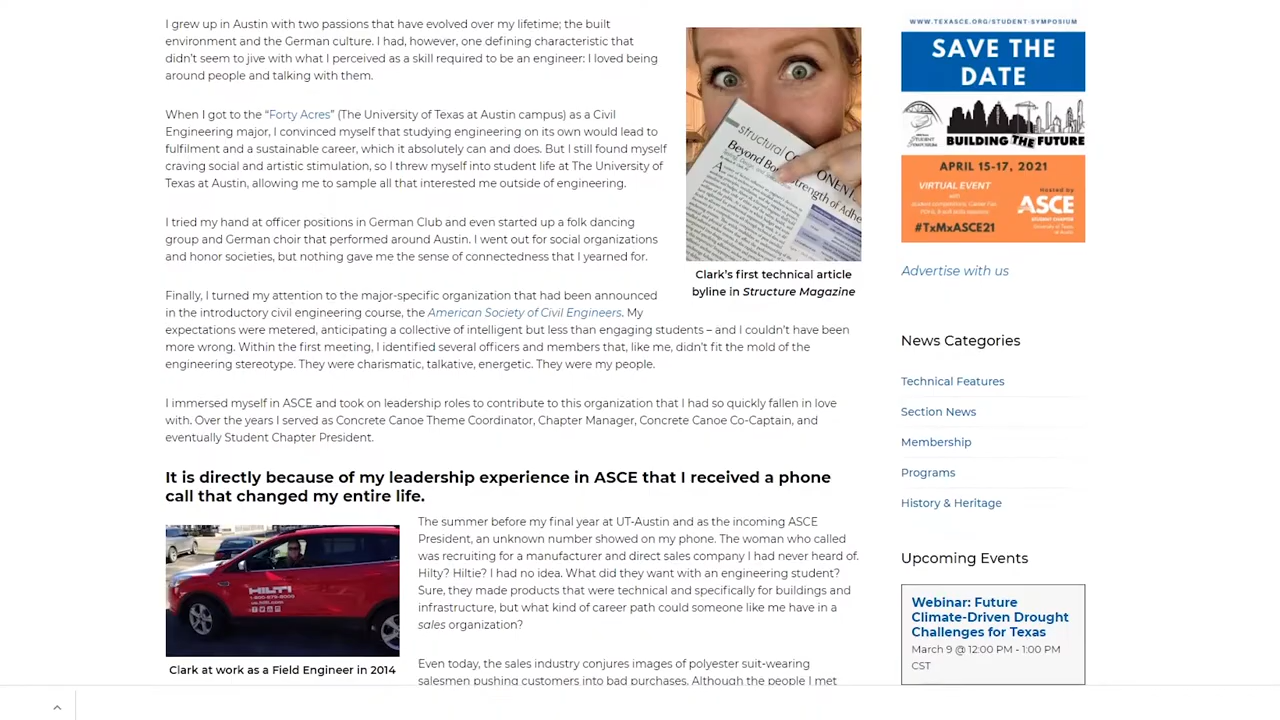 I grew up in Austin with two passions that have evolved over my lifetime; the built
environment and the German culture. I had, however, one defining characteristic that
didn't seem to jive with what I perceived as a skill required to be an engineer: I loved being
around people and talking with them.
When I got to the "Forty Acres" (The University of Texas at Austin campus) as a Civil
Engineering major, I convinced myself that studying engineering on its own would lead to
fulfilment and a sustainable career, which it absolutely can and does. But I still found myself
craving social and artistic stimulation, so I threw myself into student life at The University of
Texas at Austin, allowing me to sample all that interested me outside of engineering.
I tried my hand at officer positions in German Club and even started up a folk dancing
group and German choir that performed around Austin. I went out for social organizations
and honor societies, but nothing gave me the sense of connectedness that I yearned for.
Finally, I turned my attention to the major-specific organization that had been announced
in the introductory civil engineering course, the American Society of Civil Engineers. My
expectations were metered, anticipating a collective of intelligent but less than engaging students – and I couldn't have been
more wrong. Within the first meeting, I identified several officers and members that, like me, didn't fit the mold of the
engineering stereotype. They were charismatic, talkative, energetic. They were my people.
I immersed myself in ASCE and took on leadership roles to contribute to this organization that I had so quickly fallen in love
with. Over the years I served as Concrete Canoe Theme Coordinator, Chapter Manager, Concrete Canoe Co-Captain, and
eventually Student Chapter President.
It is directly because of my leadership experience in ASCE that I received a phone
call that changed my entire life.
The summer before my final year at UT-Austin and as the incoming ASCE
President, an unknown number showed on my phone. The woman who called
was recruiting for a manufacturer and direct sales company I had never heard of.
Hilty? Hiltie? I had no idea. What did they want with an engineering student?
Sure, they made products that were technical and specifically for buildings and
infrastructure, but what kind of career path could someone like me have in a
sales organization?
Even today, the sales industry conjures images of polyester suit-wearing
salesmen pushing customers into bad purchases. Although the people I met
HILTI
Clark at work as a Field Engineer in 2014
structural
ONENT
Beyond
Strength of Adhe
Clark's first technical article
byline in Structure Magazine
WWW.TEXASCE.ORG/STUDENT-SYMPOSIUM
SAVE THE
DATE
BUILDING THE FUTURE
APRIL 15-17, 2021
VIRTUAL EVENT
with
Hosted by
ASCE
STUDENT CHAPTER
#TxMxASCE21
Advertise with us
News Categories
Technical Features
Section News
Membership
Programs
History & Heritage
Upcoming Events
Webinar: Future
Climate-Driven Drought
Challenges for Texas
March 9 @ 12:00 PM - 1:00 PM
CST